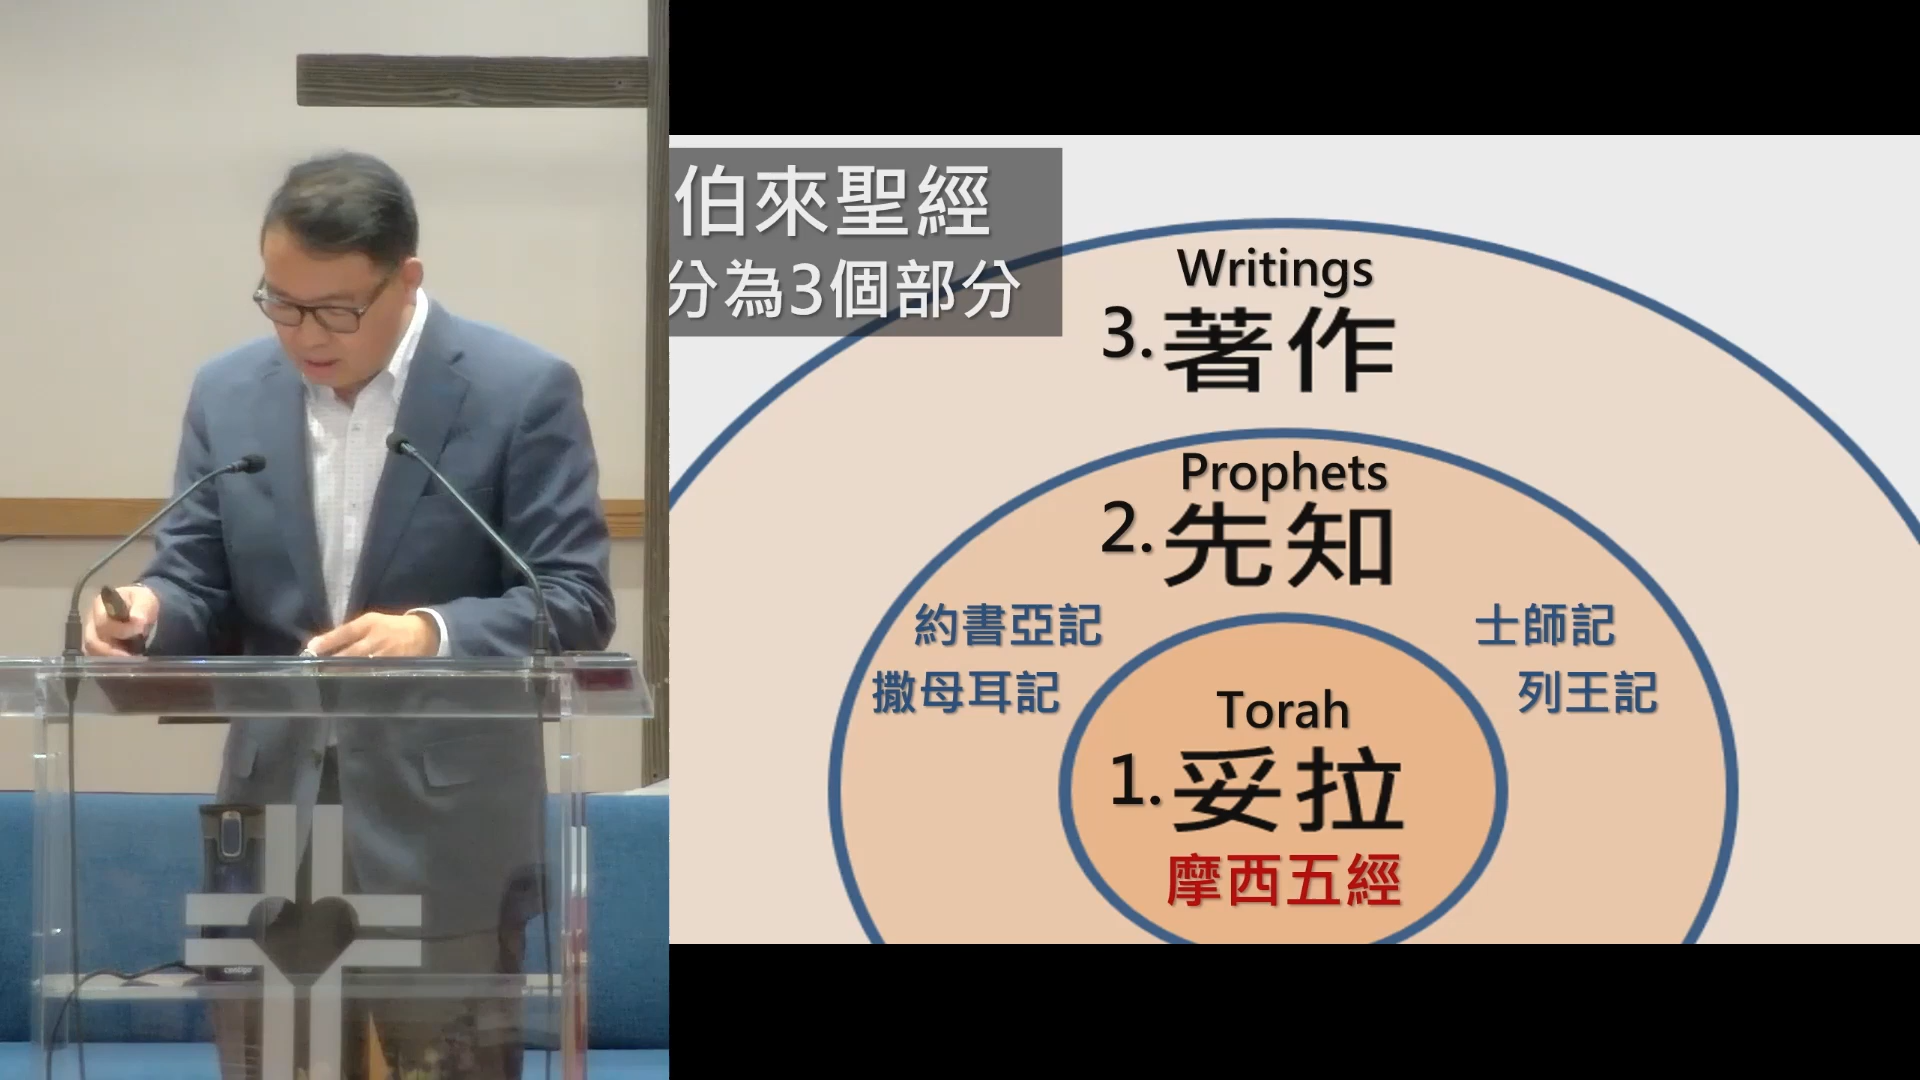 伯來聖經
分為3個部分
Writings
3.著作
Prophets
2.先知
約書亞記
士師記
撒母耳記
列王記
Torah
1.妥拉
摩西五經
contigo